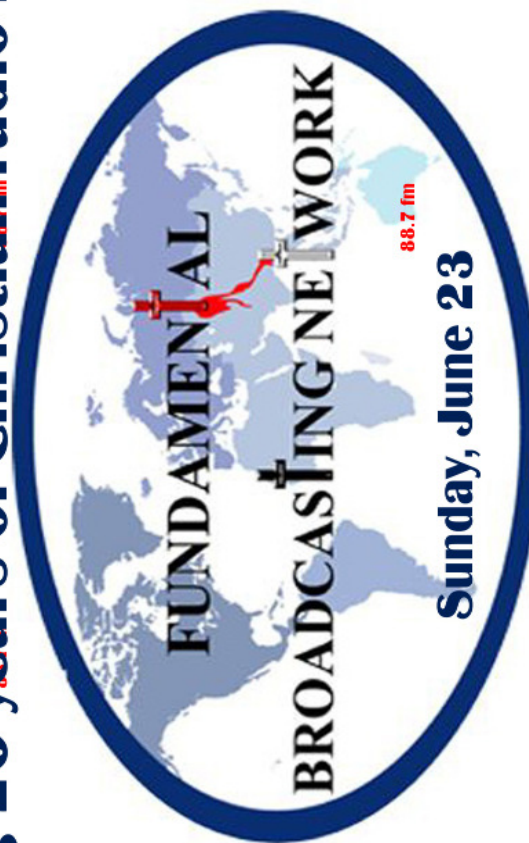 years of Christian radio
FUNDAMENTAL
BROADCASTING NETWORK
88.7 fm
Sunday, June 23